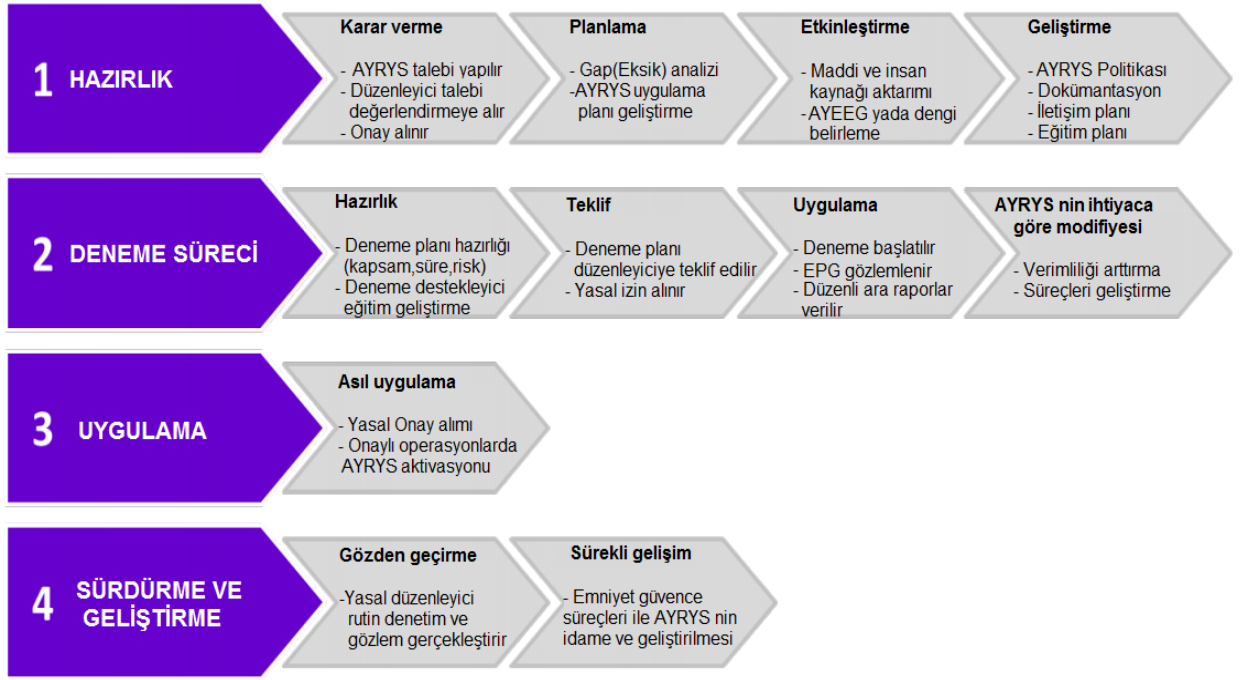 1 HAZIRLIK
Karar verme
- AYRYS talebi yapılır
- Düzenleyici talebi
değerlendirmeye alır
- Onay alınır
Planlama
- Gap(Eksik) analizi
-AYRYS uygulama
planı geliştirme
Etkinleştirme
- Maddi ve insan
kaynağı aktarımı
- AYEEG yada dengi
belirleme
Geliştirme
- AYRYS Politikası
- Dokümantasyon
- İletişim planı
- Eğitim planı
2 DENEME SÜRECİ
Hazırlık
- Deneme planı hazırlığı
(kapsam,süre,risk)
- Deneme destekleyici
eğitim geliştirme
Teklif
- Deneme planı
düzenleyiciye teklif edilir
- Yasal izin alınır
Uygulama
- Deneme başlatılır
- EPG gözlemlenir
- Düzenli ara raporlar
verilir
AYRYS nin ihtiyaca
göre modifiyesi
- Verimliliği arttırma
- Süreçleri geliştirme
3 UYGULAMA
Asıl uygulama
- Yasal Onay alımı
- Onaylı operasyonlarda
AYRYS aktivasyonu
4 SÜRDÜRME VE
GELİŞTİRME
Gözden geçirme
-Yasal düzenleyici
rutin denetim ve
gözlem gerçekleştirir
Sürekli gelişim
- Emniyet güvence
süreçleri ile AYRYS nin
idame ve geliştirilmesi